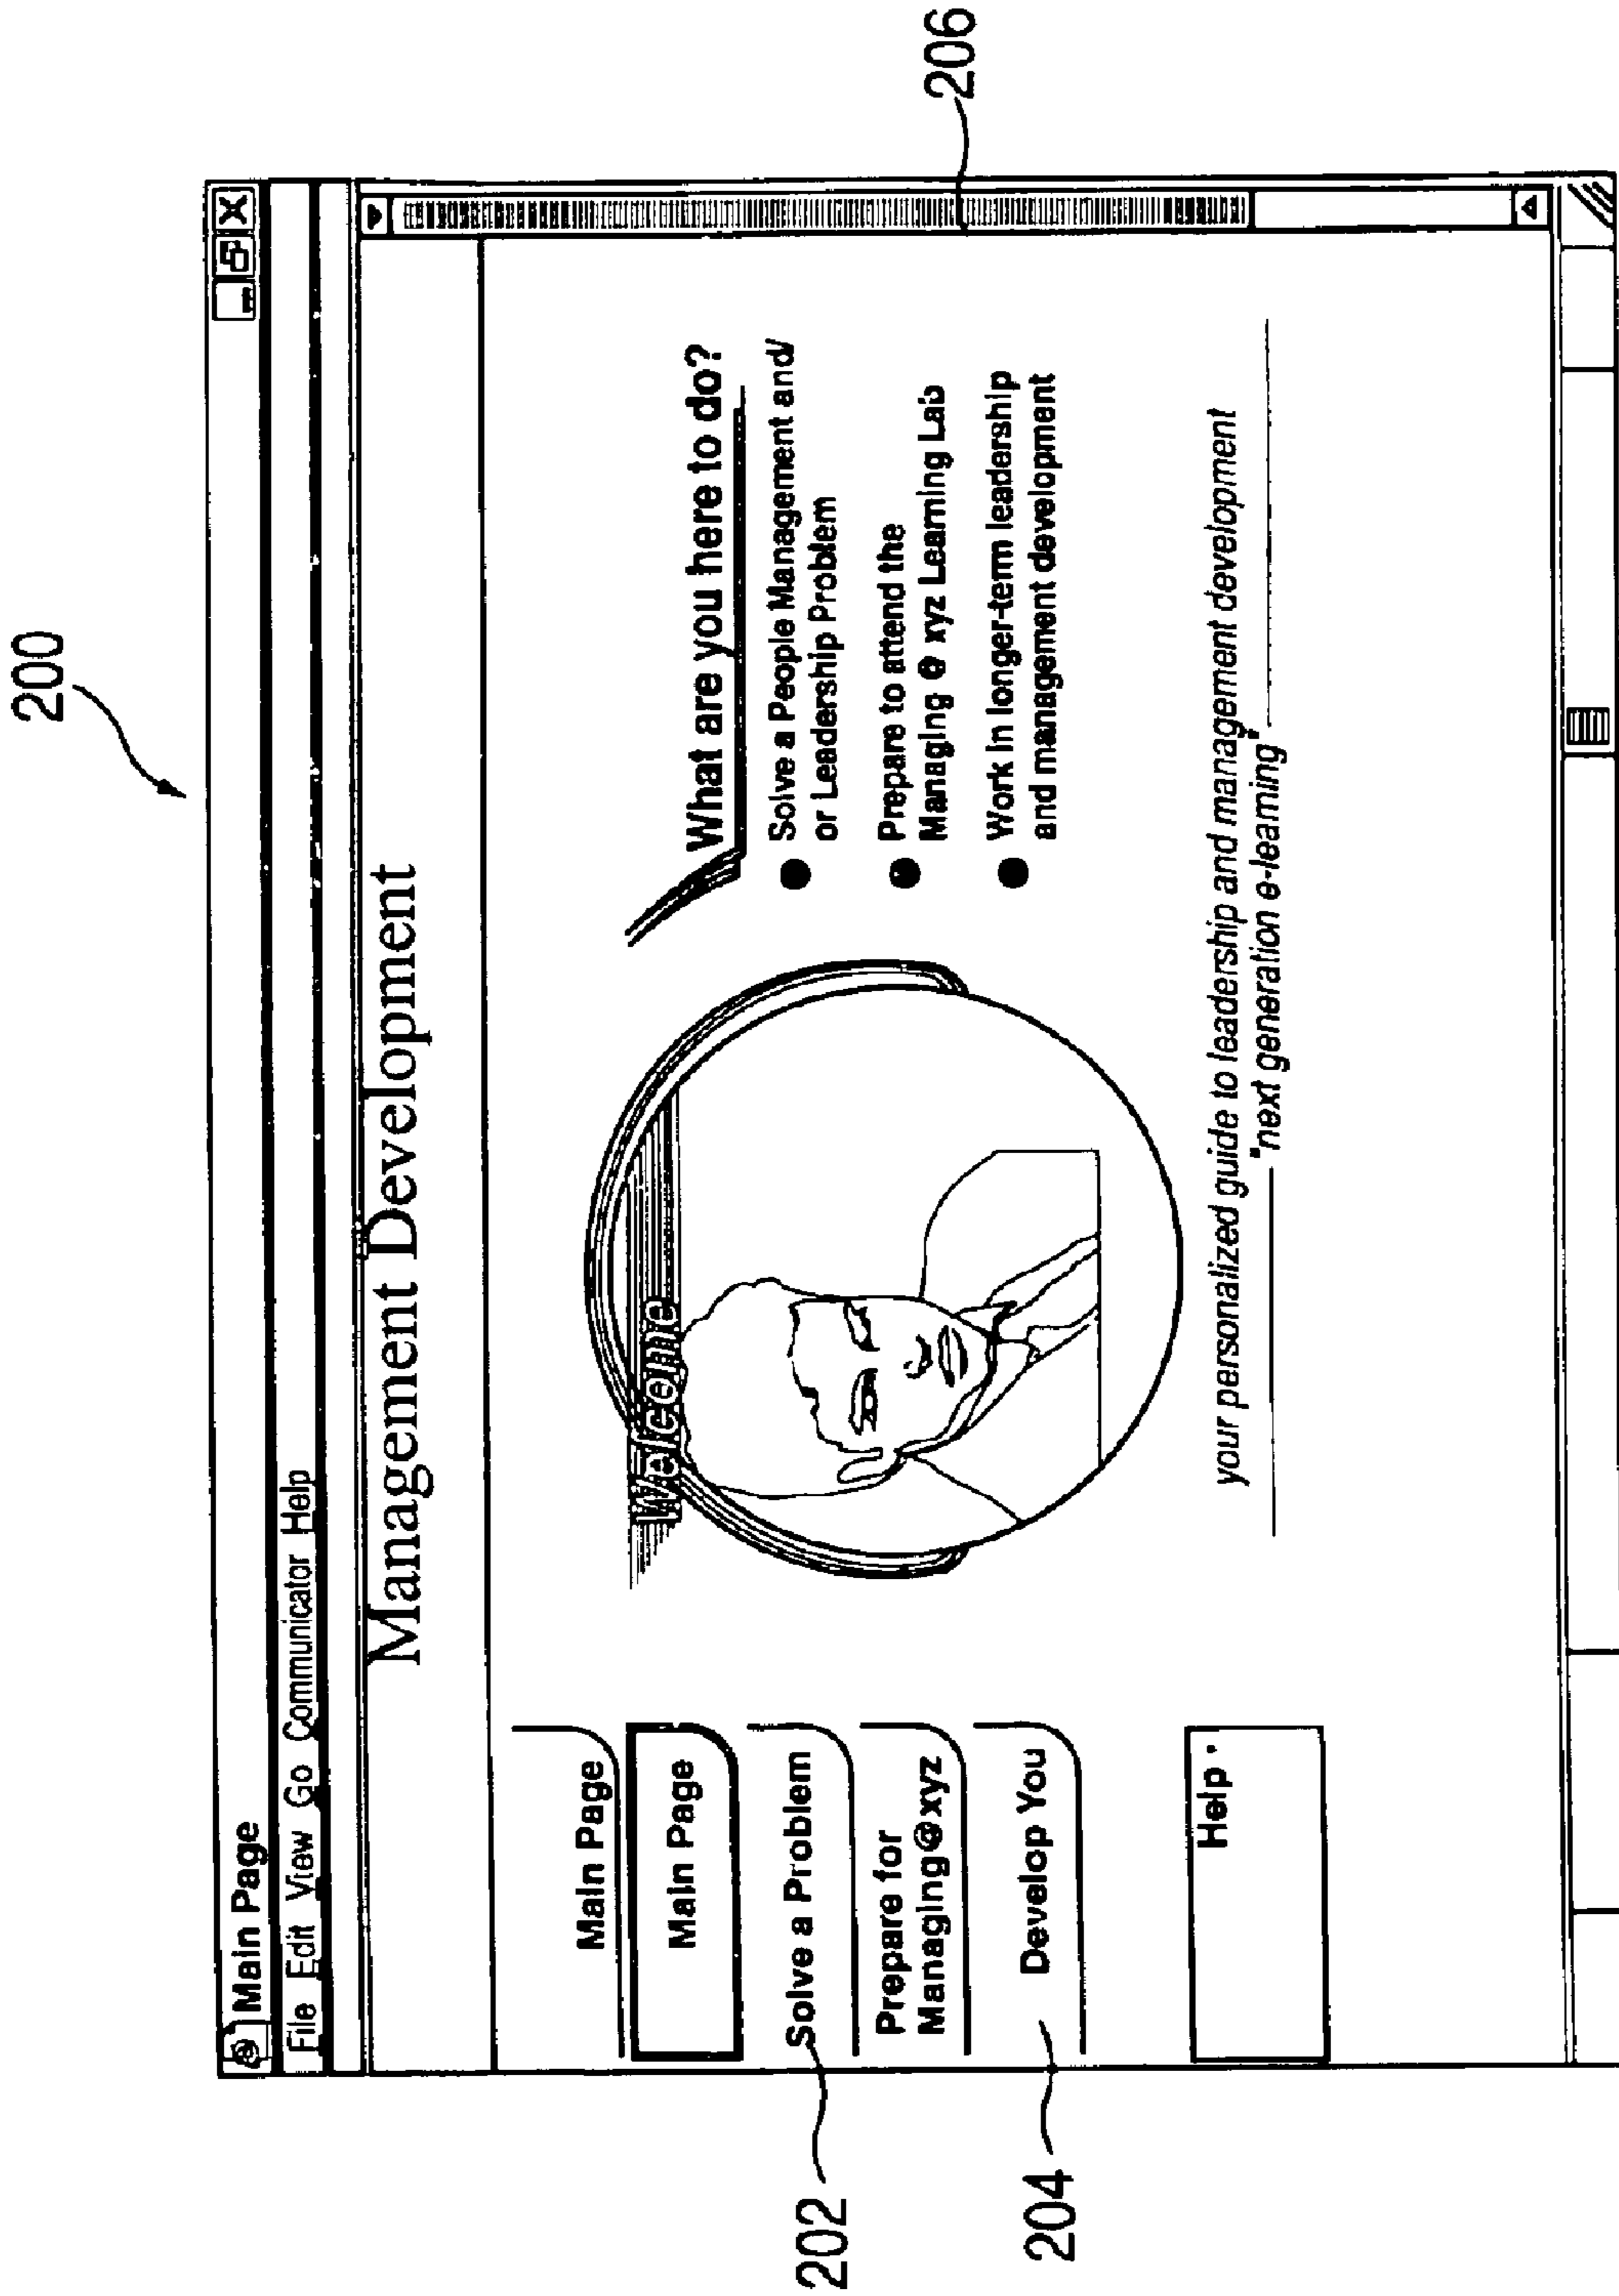 200
Main Page
File Edit View Go Communicator Help
Management Development
Main Page
Main Page
Solve a Problem
Prepare for
Managing@xyz
Develop You
Help
202
204
Welcome
What are you here to do?
Solve a People Management and/
or Leadership Problem
Prepare to attend the
Managing @ xyz Learning Lab
Work in longer-term leadership
and management development
your personalized guide to leadership and management development
"next generation e-learning"
206